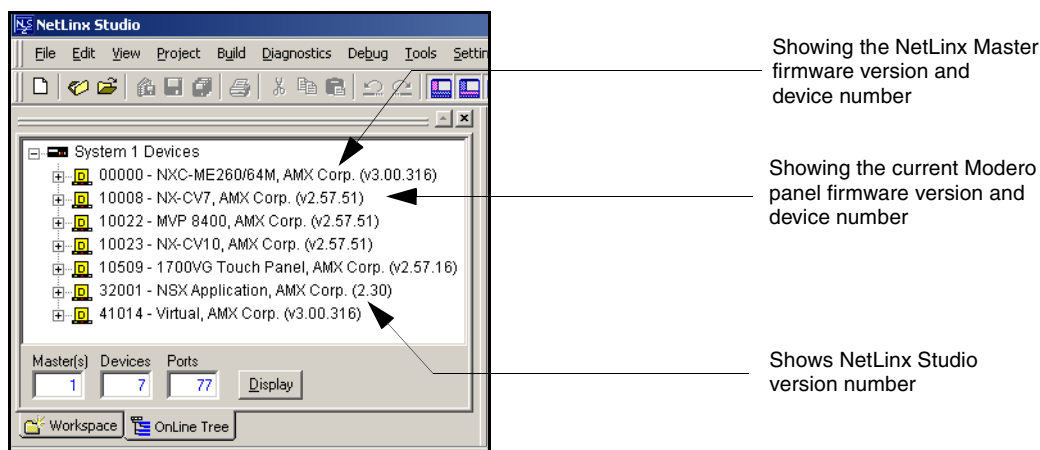 NetLinx Studio
File Edit View Project Build Diagnostics Debug Tools Settin
System 1 Devices
00000 - NXC-ME260/64M, AMX Corp. (v3.00.316)
10008 - NX-CV7, AMX Corp. (v2.57.51)
10022 - MVP 8400, AMX Corp. (v2.57.51)
10023 - NX-CV10, AMX Corp. (v2.57.51)
10509 - 1700VG Touch Panel, AMX Corp. (v2.57.16)
32001 - NSX Application, AMX Corp. (2.30)
41014 - Virtual, AMX Corp. (v3.00.316)
Master(s) Devices Ports
1 7 77 Display
Workspace OnLine Tree
Showing the NetLinx Master
firmware version and
device number
Showing the current Modero
panel firmware version and
device number
Shows NetLinx Studio
version number